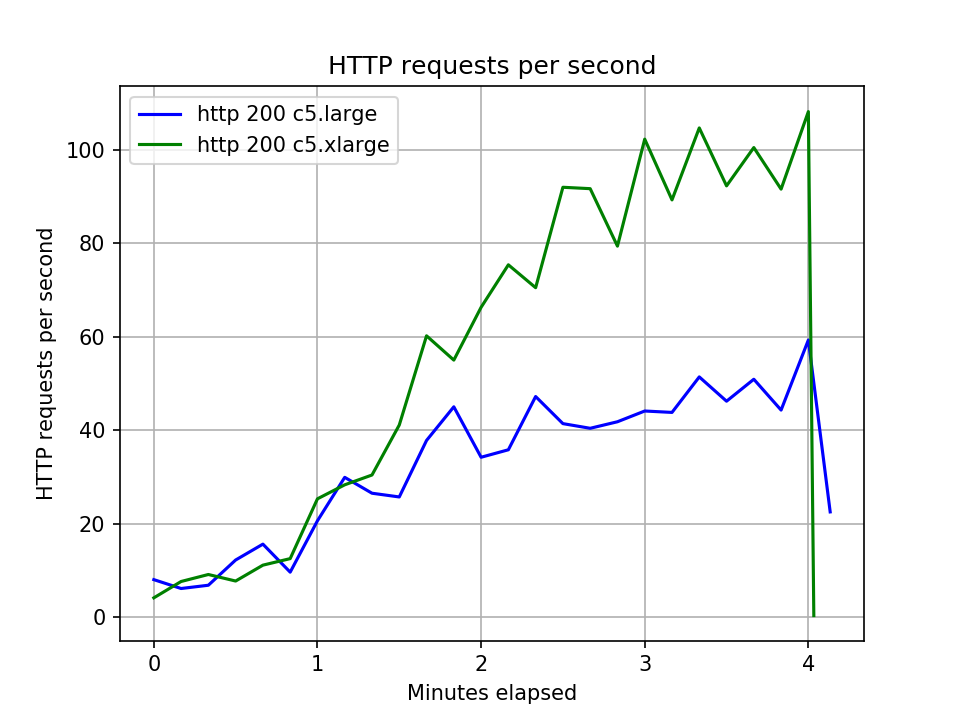 HTTP requests per second
http 200 c5.large
http 200 c5.xlarge
HTTP requests per second
100
80
60
40
20
0
0 1 2 3 4
Minutes elapsed